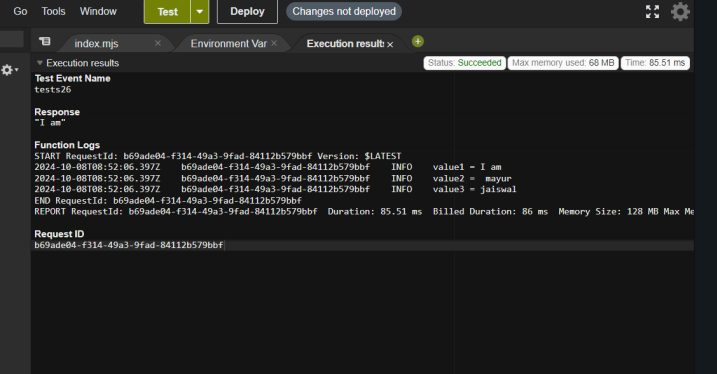 Go Tools Window Test Deploy Changes not deployed
index.mjs Environment Var Execution results
Execution results Status: Succeeded Max memory used: 68 MB Time: 85.51 ms
Test Event Name
tests26
Response
"I am"
Function Logs
START RequestId: b69ade04-f314-49a3-9fad-84112b579bbf Version: $LATEST
2024-10-08T08:52:06.397Z b69ade04-f314-49a3-9fad-84112b579bbf INFO value1 = I am
2024-10-08T08:52:06.397Z b69ade04-f314-49a3-9fad-84112b579bbf INFO value2 = mayur
2024-10-08T08:52:06.397Z b69ade04-f314-49a3-9fad-84112b579bbf INFO value3 = jaiswal
END RequestId: b69ade04-f314-49a3-9fad-84112b579bbf
REPORT RequestId: b69ade04-f314-49a3-9fad-84112b579bbf Duration: 85.51 ms Billed Duration: 86 ms Memory Size: 128 MB Max Me
Request ID
b69ade04-f314-49a3-9fad-84112b579bbf